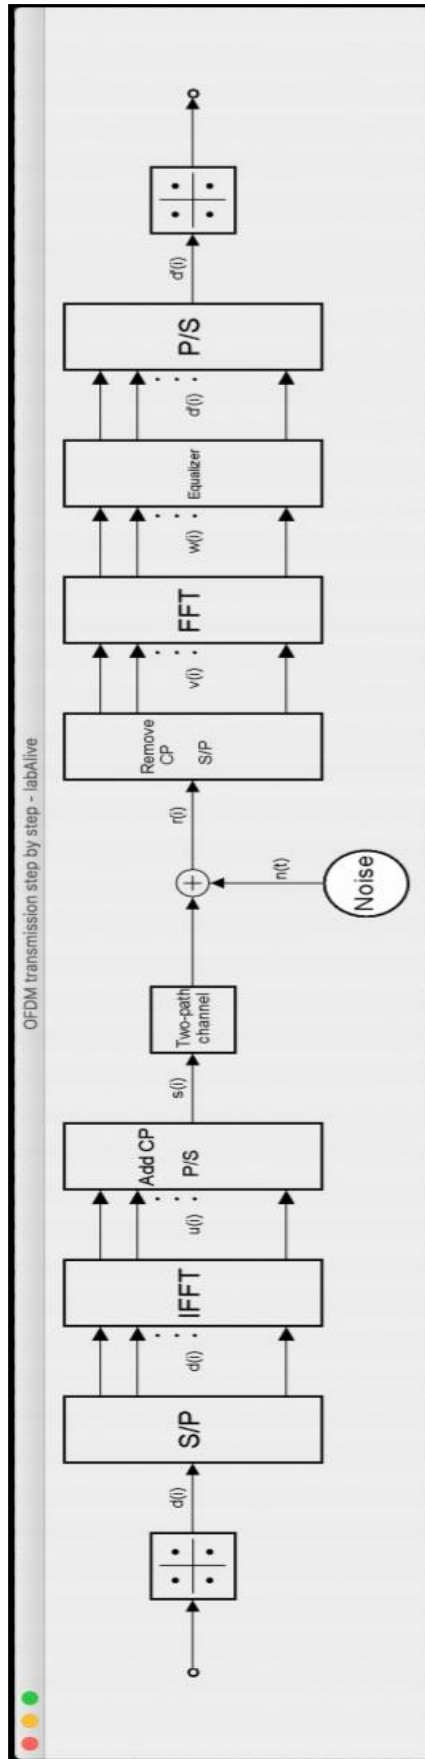 OFDM transmission step by step - labAlive
d(i)
S/P
d(i)
IFFT
u(i)
Add CP
P/S
s(i)
Two-path
channel
n(t)
Noise
r(i)
Remove
CP
S/P
v(i)
FFT
w(i)
Equalizer
d'(i)
P/S
d'(i)